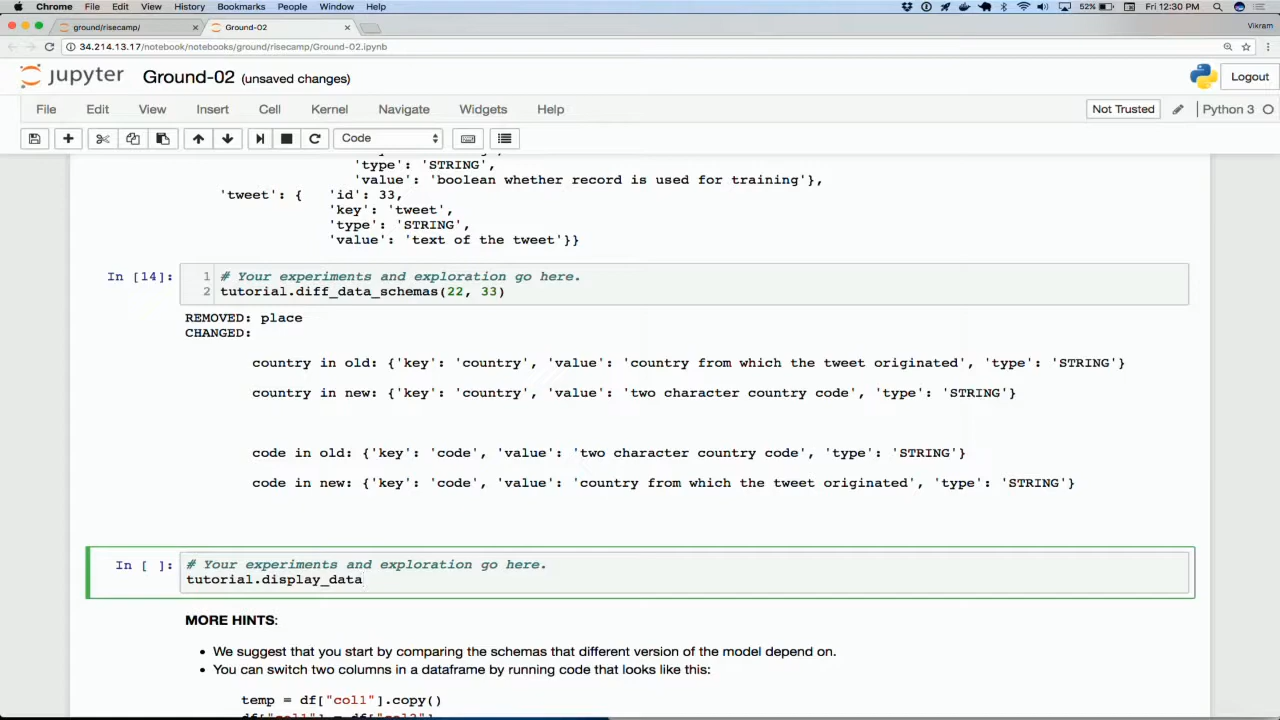 Chrome File Edit View History Bookmarks People Window Help 52% Fri Oct 12:30 PM
ground/risecamp/ Ground-02 Vikram
34.214.13.17/notebook/notebooks/ground/risecamp/Ground-02.ipynb
jupyter Ground-02 (unsaved changes) Logout
File Edit View Insert Cell Kernel Navigate Widgets Help Not Trusted Python 3
Code
'type': 'STRING',
'value': 'boolean whether record is used for training'},
'tweet': { 'id': 33,
'key': 'tweet',
'type': 'STRING',
'value': 'text of the tweet'}}
In [14]: 1 # Your experiments and exploration go here.
2 tutorial.diff_data_schemas(22, 33)
REMOVED: place
CHANGED:
country in old: {'key': 'country', 'value': 'country from which the tweet originated', 'type': 'STRING'}
country in new: {'key': 'country', 'value': 'two character country code', 'type': 'STRING'}
code in old: {'key': 'code', 'value': 'two character country code', 'type': 'STRING'}
code in new: {'key': 'code', 'value': 'country from which the tweet originated', 'type': 'STRING'}
In [ ]: # Your experiments and exploration go here.
tutorial.display_data
MORE HINTS:
• We suggest that you start by comparing the schemas that different version of the model depend on.
• You can switch two columns in a dataframe by running code that looks like this:
temp = df["col1"].copy()